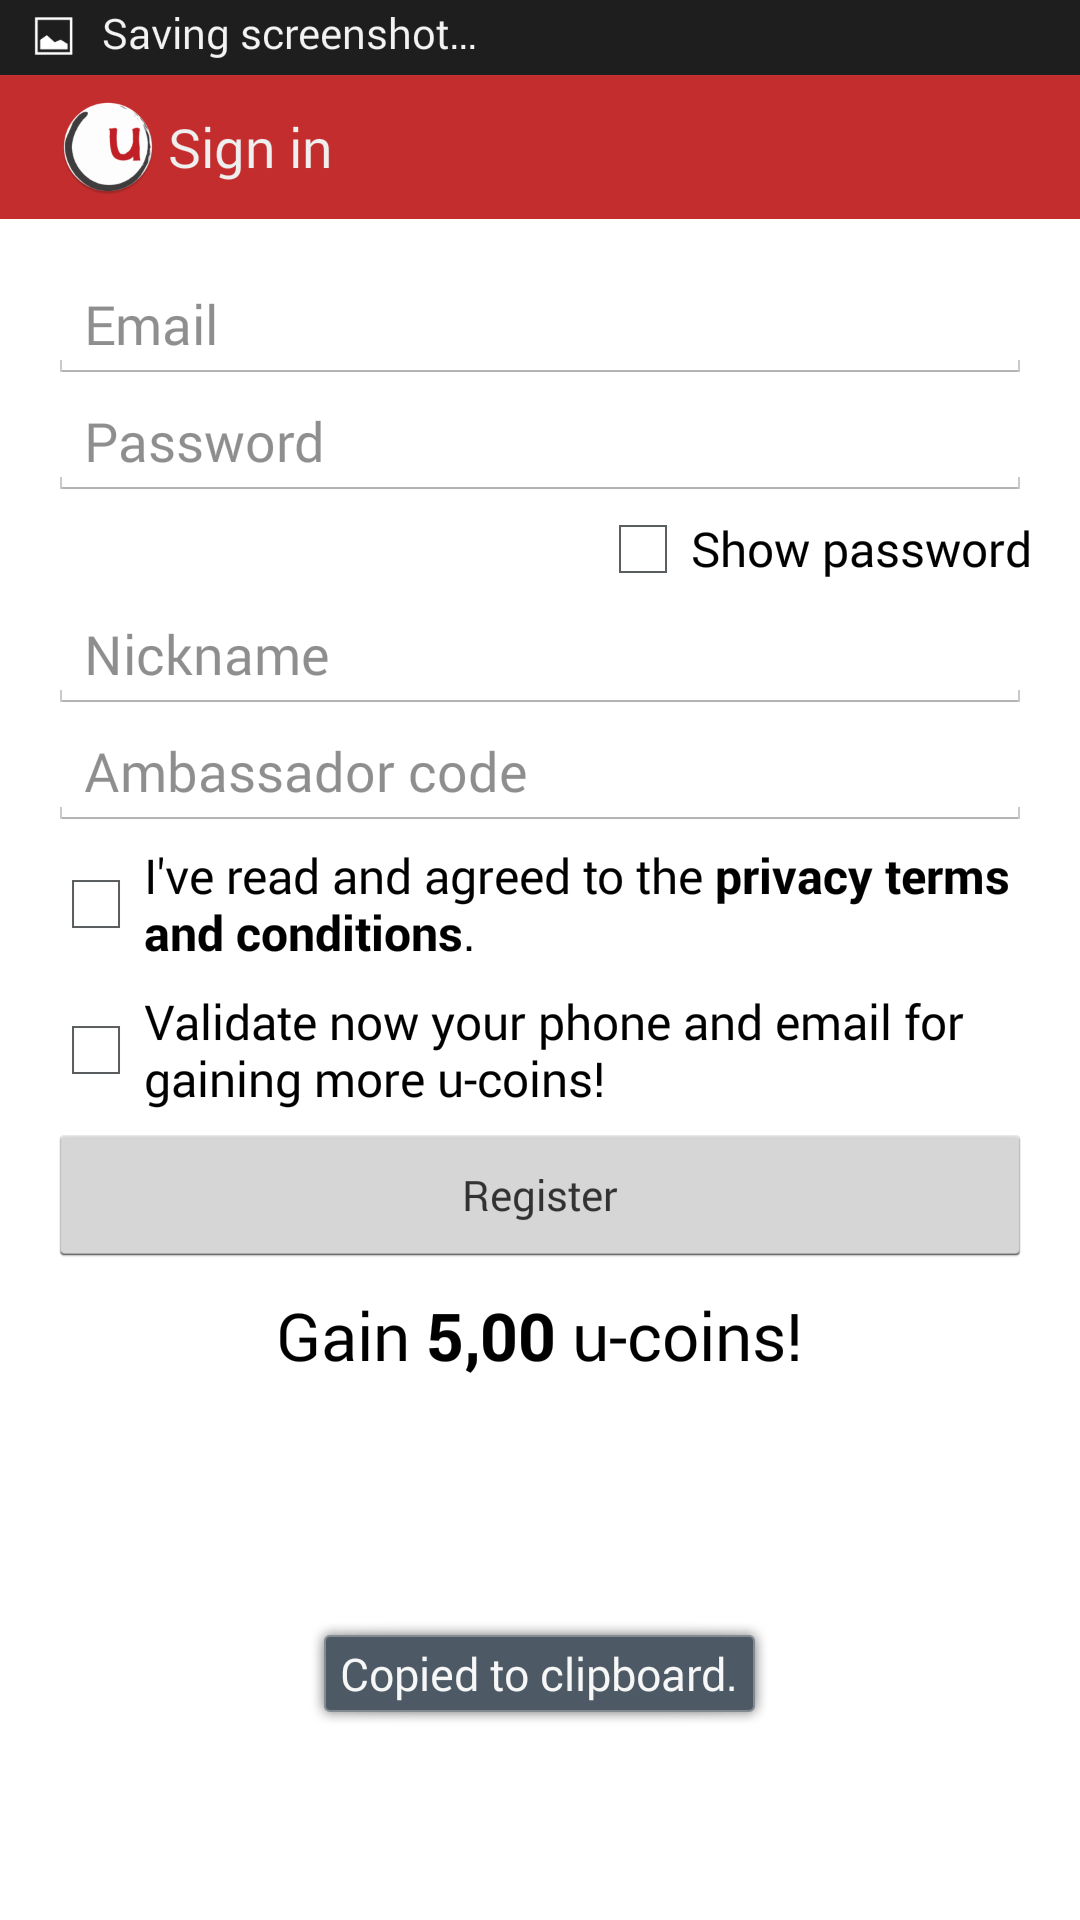 Saving screenshot...
u Sign in
Email
Password
Show password
Nickname
Ambassador code
I've read and agreed to the privacy terms
and conditions.
Validate now your phone and email for
gaining more u-coins!
Register
Gain 5,00 u-coins!
Copied to clipboard.